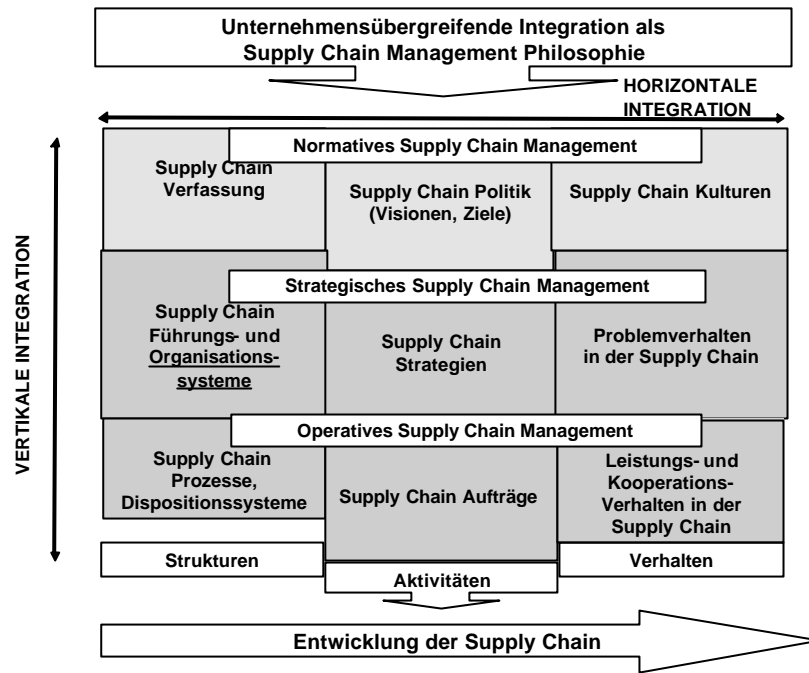 Unternehmensübergreifende Integration als
Supply Chain Management Philosophie
HORIZONTALE
INTEGRATION
VERTIKALE INTEGRATION
Normatives Supply Chain Management
Supply Chain
Verfassung
Supply Chain Politik
(Visionen, Ziele)
Supply Chain Kulturen
Strategisches Supply Chain Management
Supply Chain
Führungs- und
Organisations-
systeme
Supply Chain
Strategien
Problemverhalten
in der Supply Chain
Operatives Supply Chain Management
Supply Chain
Prozesse,
Dispositionssysteme
Supply Chain Aufträge
Leistungs- und
Kooperations-
Verhalten in der
Supply Chain
Strukturen
Aktivitäten
Verhalten
Entwicklung der Supply Chain